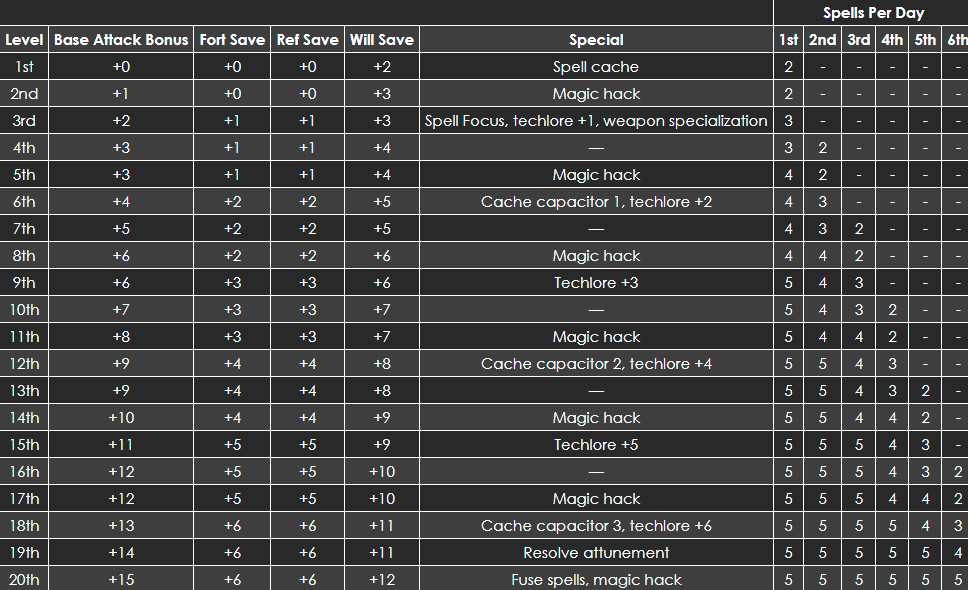 Spells Per Day
Level Base Attack Bonus Fort Save Ref Save Will Save Special 1st 2nd 3rd 4th 5th 6th
1st +0 +0 +0 +2 Spell cache 2 - - - - -
2nd +1 +0 +0 +3 Magic hack 2 - - - - -
3rd +2 +1 +1 +3 Spell Focus, techlore +1, weapon specialization 3 - - - - -
4th +3 +1 +1 +4 — 3 2 - - - -
5th +3 +1 +1 +4 Magic hack 4 2 - - - -
6th +4 +2 +2 +5 Cache capacitor 1, techlore +2 4 3 - - - -
7th +5 +2 +2 +5 — 4 3 2 - - -
8th +6 +2 +2 +6 Magic hack 4 4 2 - - -
9th +6 +3 +3 +6 Techlore +3 5 4 3 - - -
10th +7 +3 +3 +7 — 5 4 3 2 - -
11th +8 +3 +3 +7 Magic hack 5 4 4 2 - -
12th +9 +4 +4 +8 Cache capacitor 2, techlore +4 5 5 4 3 - -
13th +9 +4 +4 +8 — 5 5 4 3 2 -
14th +10 +4 +4 +9 Magic hack 5 5 4 4 2 -
15th +11 +5 +5 +9 Techlore +5 5 5 5 4 3 -
16th +12 +5 +5 +10 — 5 5 5 4 3 2
17th +12 +5 +5 +10 Magic hack 5 5 5 4 4 2
18th +13 +6 +6 +11 Cache capacitor 3, techlore +6 5 5 5 5 4 3
19th +14 +6 +6 +11 Resolve attunement 5 5 5 5 5 4
20th +15 +6 +6 +12 Fuse spells, magic hack 5 5 5 5 5 5